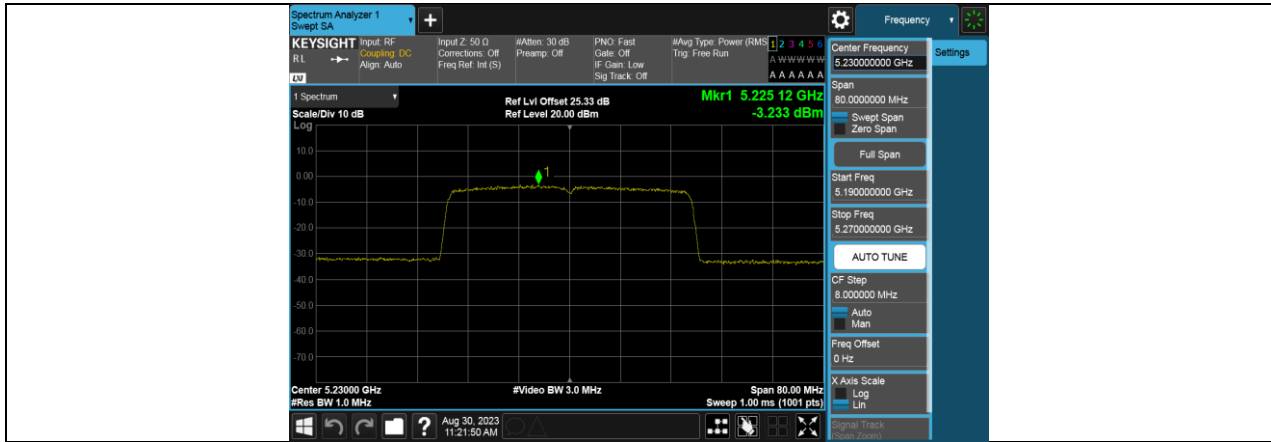 Spectrum Analyzer 1
Swept SA
+
Frequency
KEYSIGHT
RL
LXI
Input: RF
Coupling: DC
Align: Auto
Input Z: 50 Ω
Corrections: Off
Freq Ref: Int (S)
#Atten: 30 dB
Preamp: Off
PNO: Fast
Gate: Off
IF Gain: Low
Sig Track: Off
#Avg Type: Power (RMS
Trig: Free Run
1 2 3 4 5 6
A W W W W W
A A A A A A
1 Spectrum
Scale/Div 10 dB
Ref Lvl Offset 25.33 dB
Ref Level 20.00 dBm
Mkr1 5.225 12 GHz
-3.233 dBm
Log
10.0
0.00
-10.0
-20.0
-30.0
-40.0
-50.0
-60.0
-70.0
1
Center 5.23000 GHz
#Res BW 1.0 MHz
#Video BW 3.0 MHz
Span 80.00 MHz
Sweep 1.00 ms (1001 pts)
Center Frequency
5.230000000 GHz
Settings
Span
80.0000000 MHz
Swept Span
Zero Span
Full Span
Start Freq
5.190000000 GHz
Stop Freq
5.270000000 GHz
AUTO TUNE
CF Step
8.000000 MHz
Auto
Man
Freq Offset
0 Hz
X Axis Scale
Log
Lin
Signal Track
(Span Zoom)
?
Aug 30, 2023
11:21:50 AM